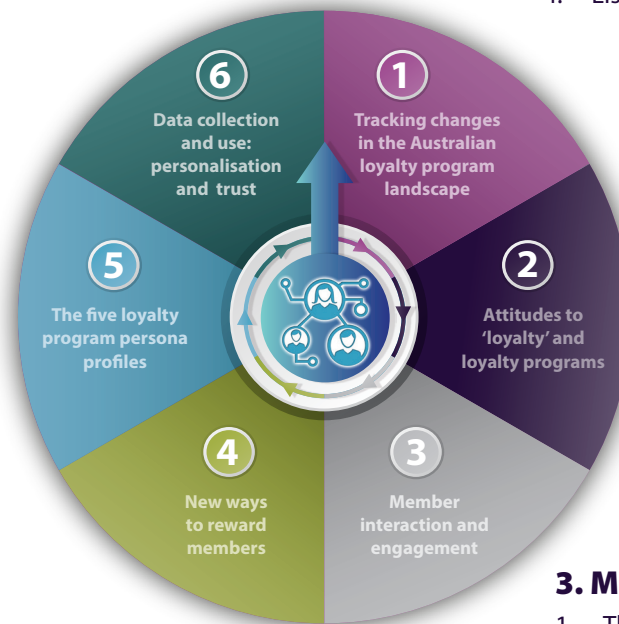 6
Data collection
and use:
personalisation
and trust
1
Tracking changes
in the Australian
loyalty program
landscape
2
Attitudes to
‘loyalty’ and
loyalty programs
3
Member
interaction and
engagement
4
New ways
to reward
members
5
The five loyalty
program persona
profiles
3. M